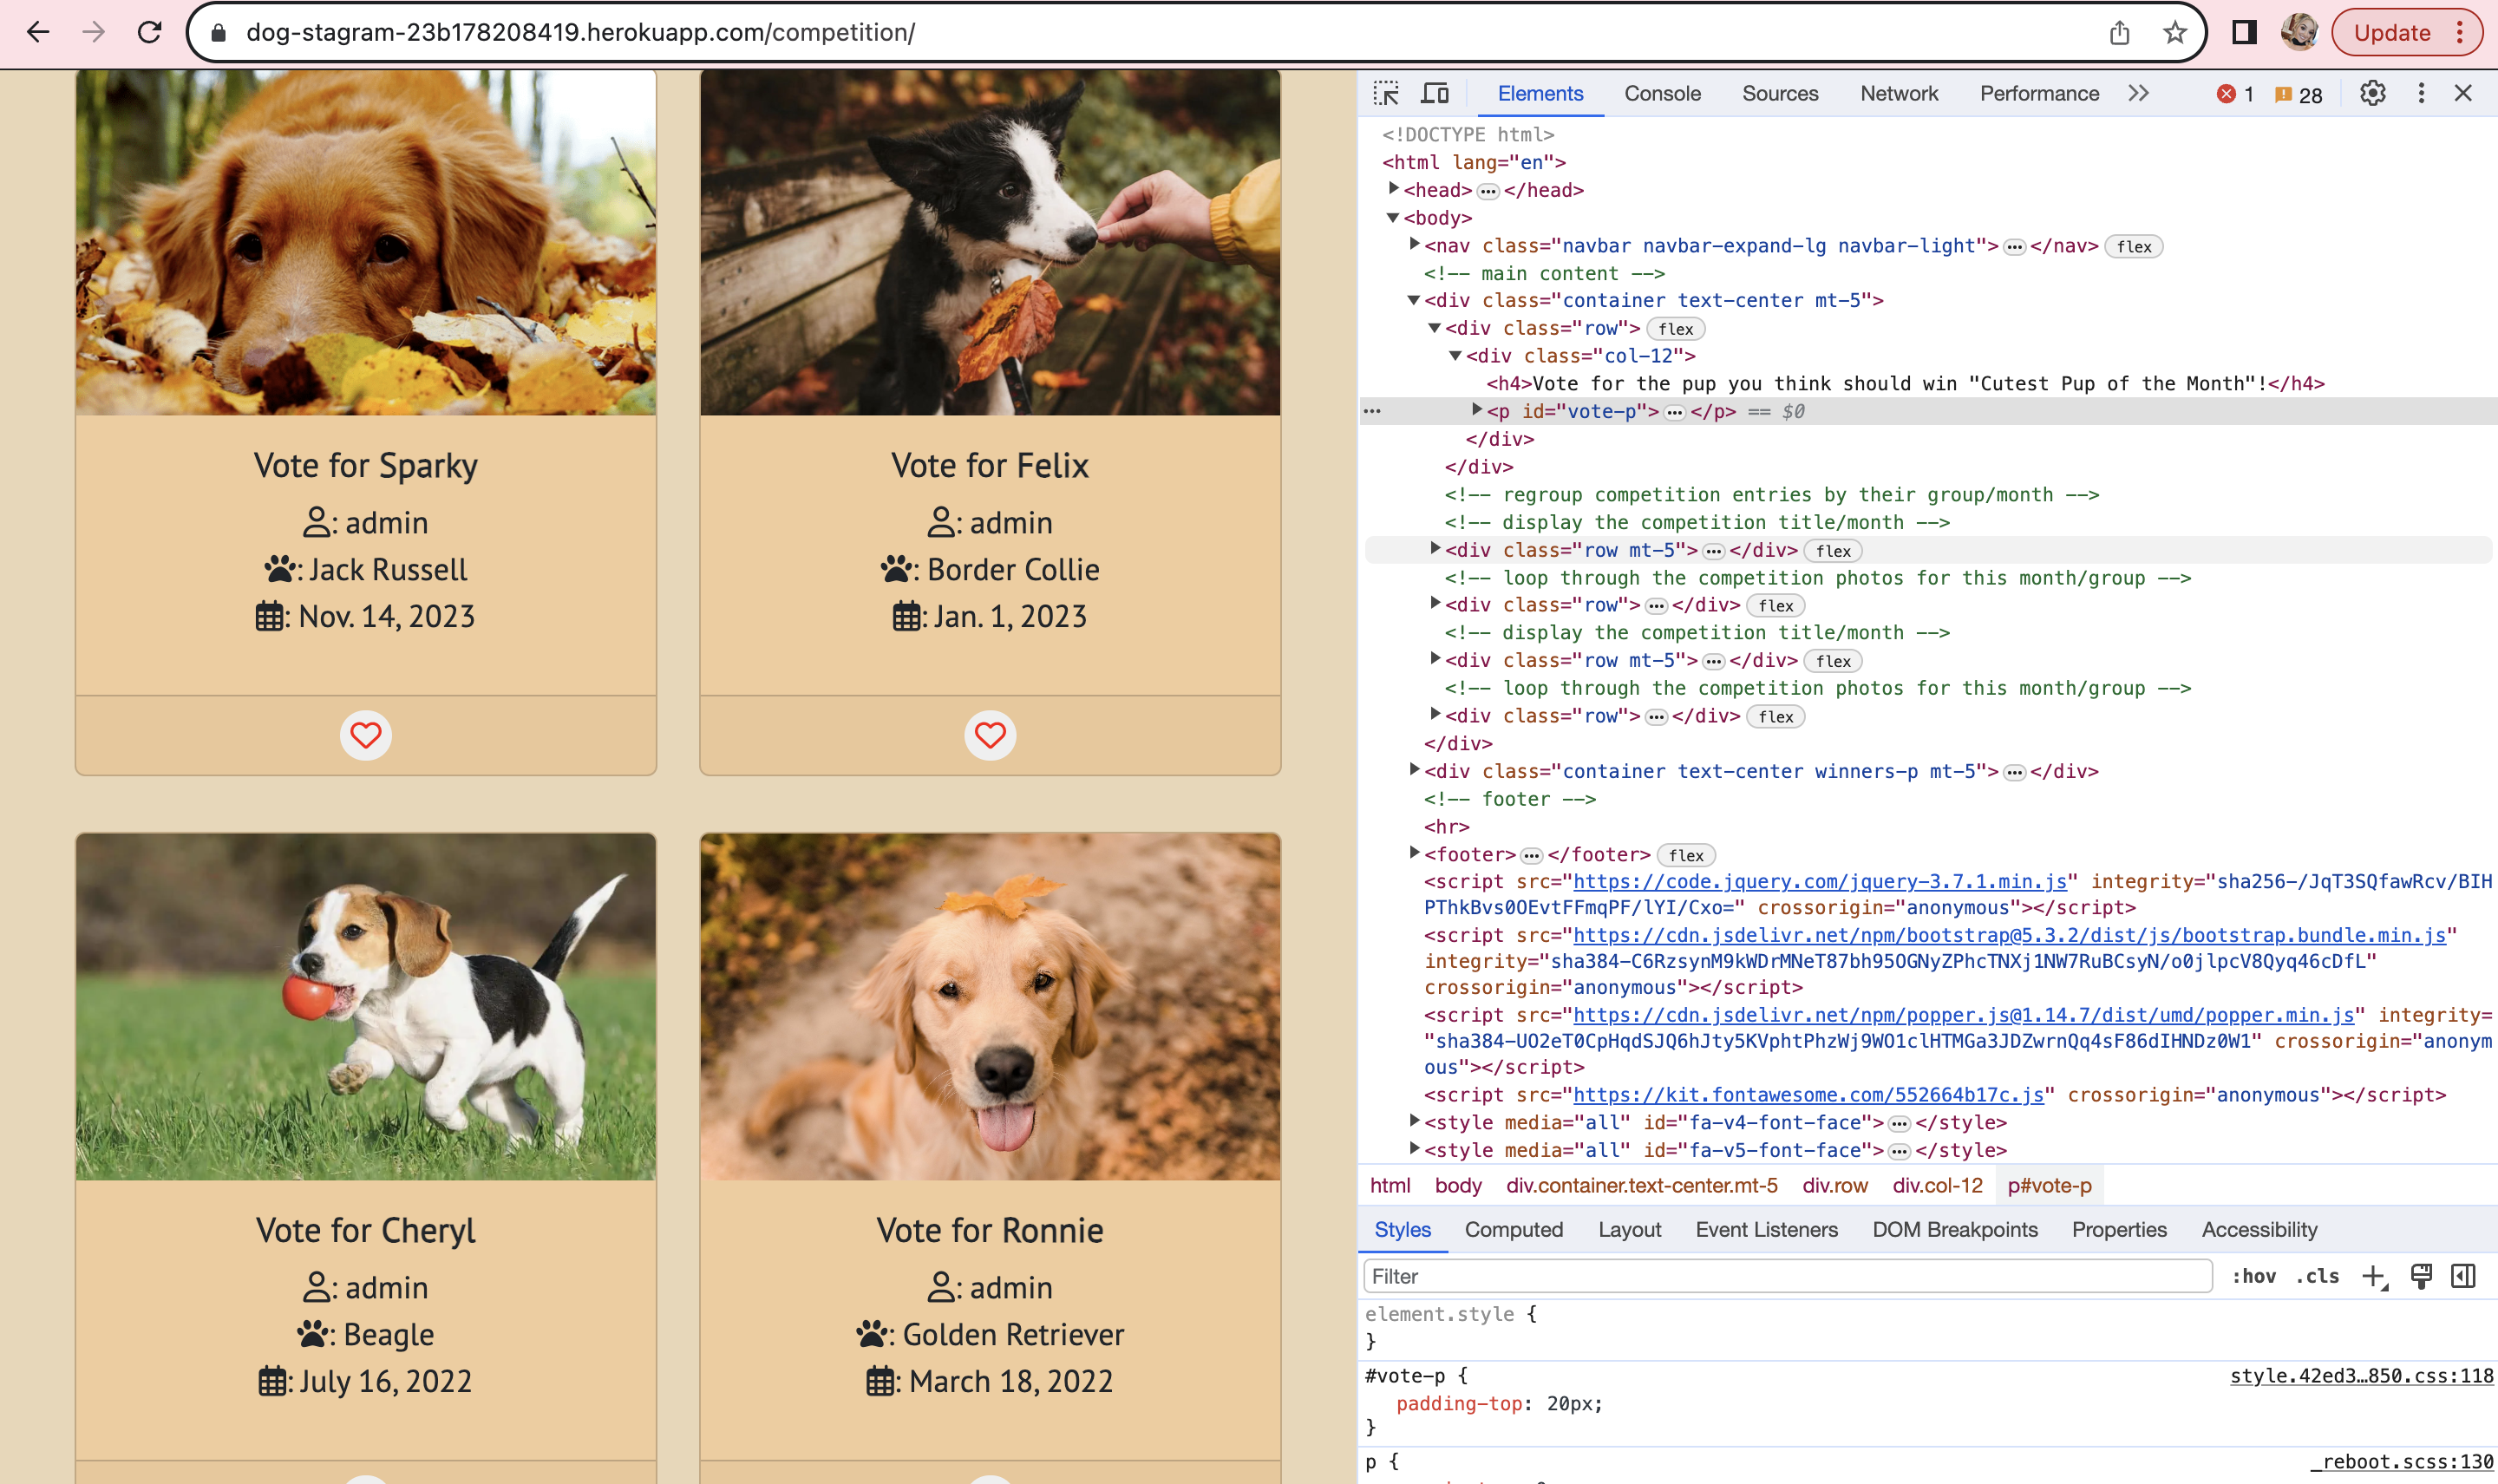 dog-stagram-23b178208419.herokuapp.com/competition/
Update
Vote for Sparky
: admin
: Jack Russell
: Nov. 14, 2023
Vote for Felix
: admin
: Border Collie
: Jan. 1, 2023
Vote for Cheryl
: admin
: Beagle
: July 16, 2022
Vote for Ronnie
: admin
: Golden Retriever
: March 18, 2022
Elements Console Sources Network Performance 1 28
<!DOCTYPE html>
<html lang="en">
<head>…</head>
<body>
<nav class="navbar navbar-expand-lg navbar-light">…</nav> flex
<!-- main content -->
<div class="container text-center mt-5">
<div class="row"> flex
<div class="col-12">
<h4>Vote for the pup you think should win "Cutest Pup of the Month"!</h4>
… <p id="vote-p">…</p> == $0
</div>
</div>
<!-- regroup competition entries by their group/month -->
<!-- display the competition title/month -->
<div class="row mt-5">…</div> flex
<!-- loop through the competition photos for this month/group -->
<div class="row">…</div> flex
<!-- display the competition title/month -->
<div class="row mt-5">…</div> flex
<!-- loop through the competition photos for this month/group -->
<div class="row">…</div> flex
</div>
<div class="container text-center winners-p mt-5">…</div>
<!-- footer -->
<hr>
<footer>…</footer> flex
<script src="https://code.jquery.com/jquery-3.7.1.min.js" integrity="sha256-/JqT3SQfawRcv/BIH
PThkBvs0OEvtFFmqPF/lYI/Cxo=" crossorigin="anonymous"></script>
<script src="https://cdn.jsdelivr.net/npm/bootstrap@5.3.2/dist/js/bootstrap.bundle.min.js"
integrity="sha384-C6RzsynM9kWDrMNeT87bh95OGNyZPhcTNXj1NW7RuBCsyN/o0jlpcV8Qyq46cDfL"
crossorigin="anonymous"></script>
<script src="https://cdn.jsdelivr.net/npm/popper.js@1.14.7/dist/umd/popper.min.js" integrity=
"sha384-UO2eT0CpHqdSJQ6hJty5KVphtPhzWj9WO1clHTMGa3JDZwrnQq4sF86dIHNDz0W1" crossorigin="anonym
ous"></script>
<script src="https://kit.fontawesome.com/552664b17c.js" crossorigin="anonymous"></script>
<style media="all" id="fa-v4-font-face">…</style>
<style media="all" id="fa-v5-font-face">…</style>
html body div.container.text-center.mt-5 div.row div.col-12 p#vote-p
Styles Computed Layout Event Listeners DOM Breakpoints Properties Accessibility
Filter :hov .cls
element.style {
}
#vote-p { style.42ed3…850.css:118
padding-top: 20px;
}
p { _reboot.scss:130